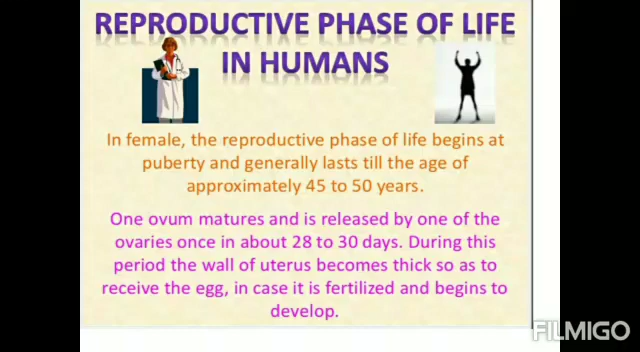 REPRODUCTIVE PHASE OF LIFE
IN HUMANS
In female, the reproductive phase of life begins at
puberty and generally lasts till the age of
approximately 45 to 50 years.
One ovum matures and is released by one of the
ovaries once in about 28 to 30 days. During this
period the wall of uterus becomes thick so as to
receive the egg, in case it is fertilized and begins to
develop.
FILMIGO